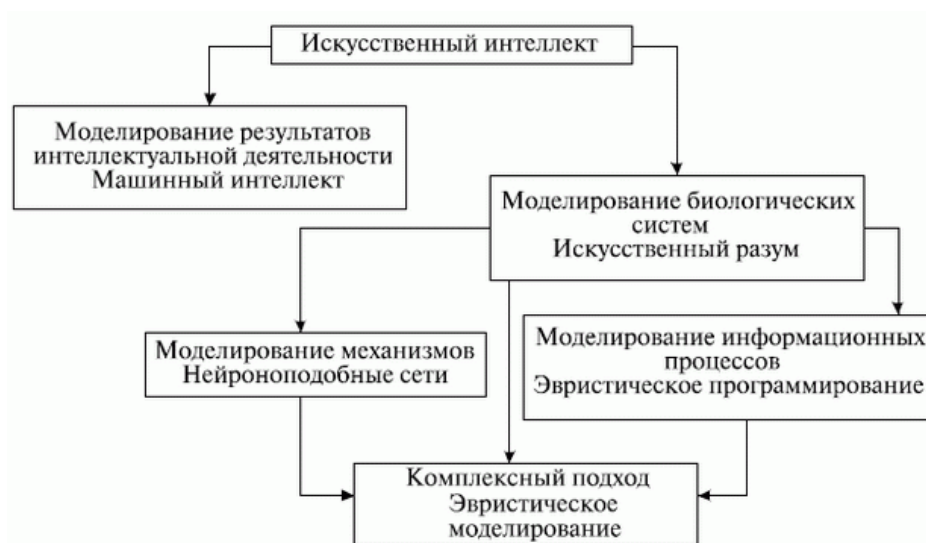 Искусственный интеллект
Моделирование результатов
интеллектуальной деятельности
Машинный интеллект
Моделирование биологических
систем
Искусственный разум
Моделирование механизмов
Нейроноподобные сети
Моделирование информационных
процессов
Эвристическое программирование
Комплексный подход
Эвристическое
моделирование